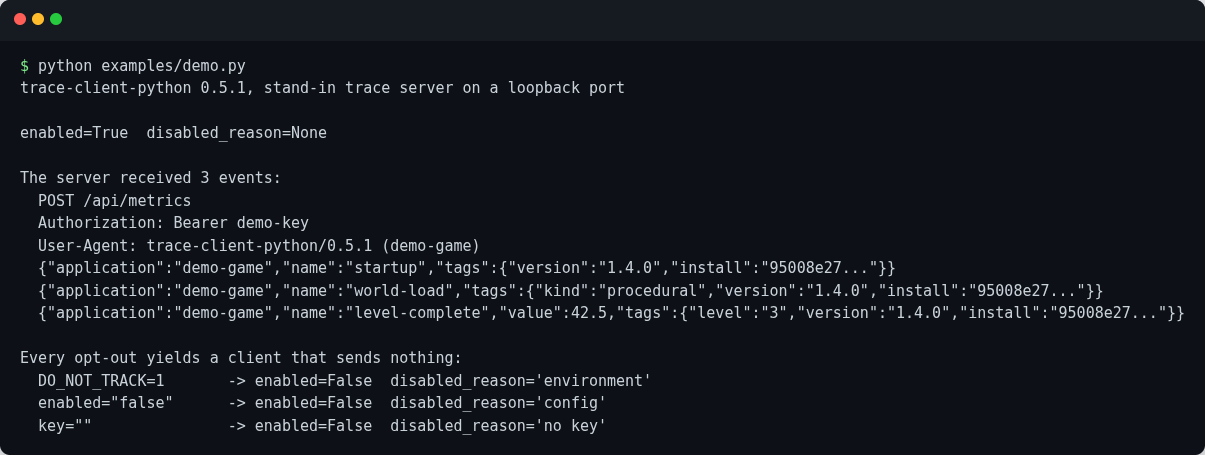 $ python examples/demo.py
trace-client-python 0.5.1, stand-in trace server on a loopback port
enabled=True  disabled_reason=None
The server received 3 events:
  POST /api/metrics
  Authorization: Bearer demo-key
  User-Agent: trace-client-python/0.5.1 (demo-game)
  {"application":"demo-game","name":"startup","tags":{"version":"1.4.0","install":"95008e27..."}}
  {"application":"demo-game","name":"world-load","tags":{"kind":"procedural","version":"1.4.0","install":"95008e27..."}}
  {"application":"demo-game","name":"level-complete","value":42.5,"tags":{"level":"3","version":"1.4.0","install":"95008e27..."}}
Every opt-out yields a client that sends nothing:
  DO_NOT_TRACK=1       -> enabled=False  disabled_reason='environment'
  enabled="false"      -> enabled=False  disabled_reason='config'
  key=""               -> enabled=False  disabled_reason='no key'